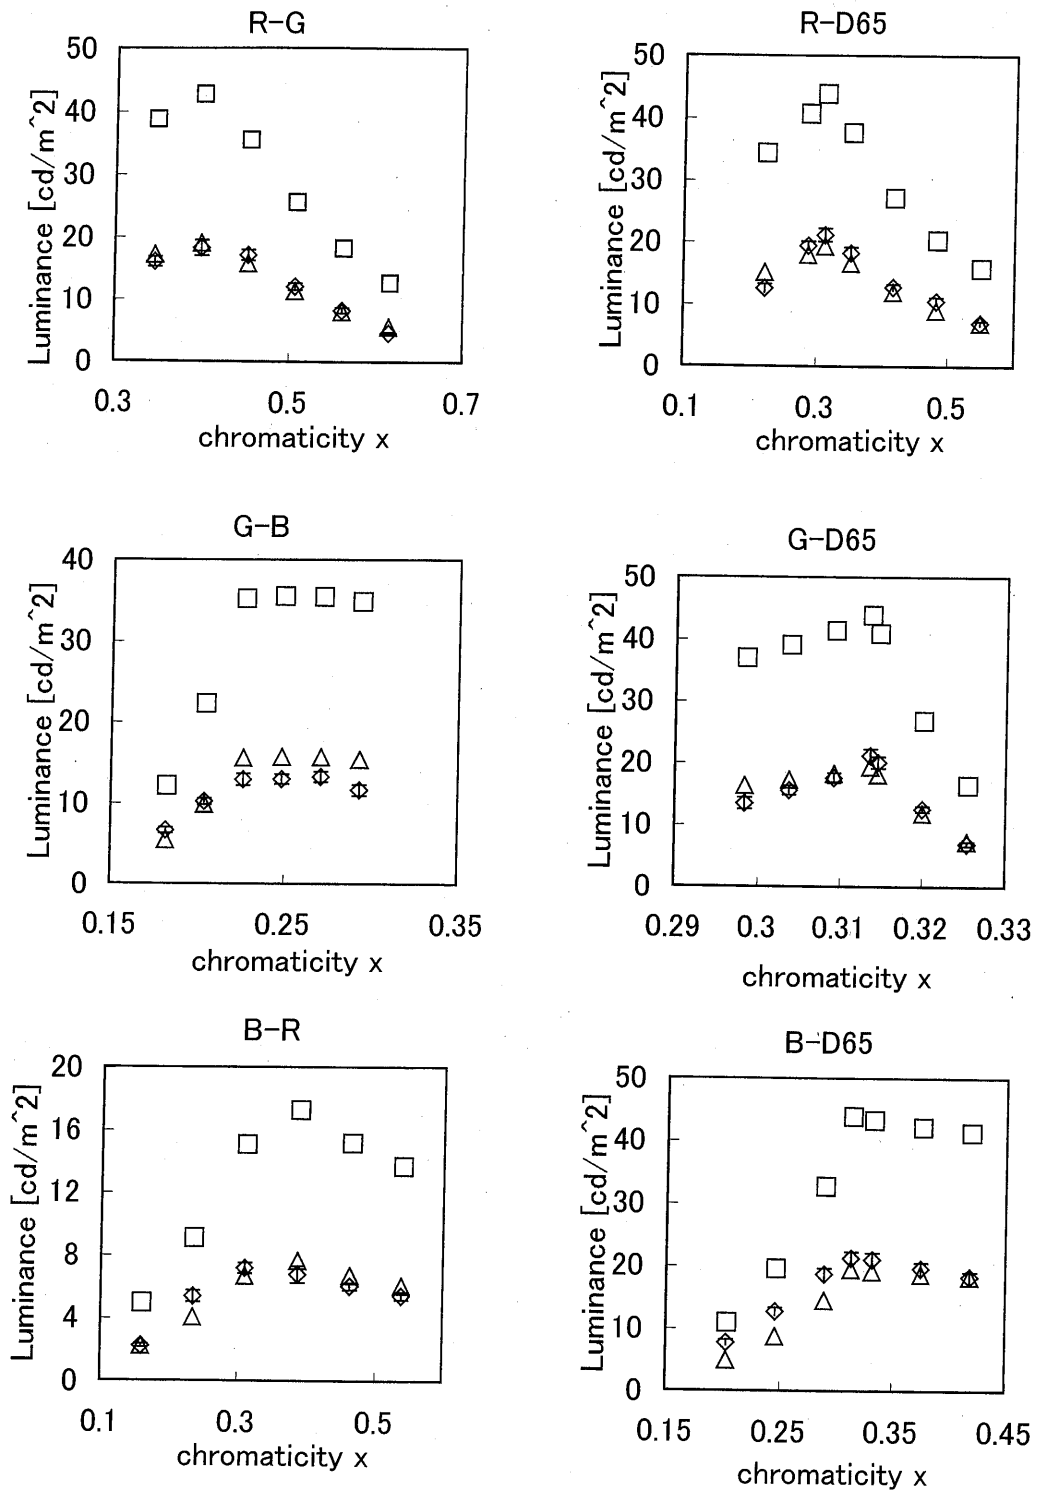 R-G
50
40
30
20
10
0
Luminance [cd/m^2]
0.3 0.5 0.7
chromaticity x
R-D65
50
40
30
20
10
0
Luminance [cd/m^2]
0.1 0.3 0.5
chromaticity x
G-B
40
30
20
10
0
Luminance [cd/m^2]
0.15 0.25 0.35
chromaticity x
G-D65
50
40
30
20
10
0
Luminance [cd/m^2]
0.29 0.3 0.31 0.32 0.33
chromaticity x
B-R
20
16
12
8
4
0
Luminance [cd/m^2]
0.1 0.3 0.5
chromaticity x
B-D65
50
40
30
20
10
0
Luminance [cd/m^2]
0.15 0.25 0.35 0.45
chromaticity x